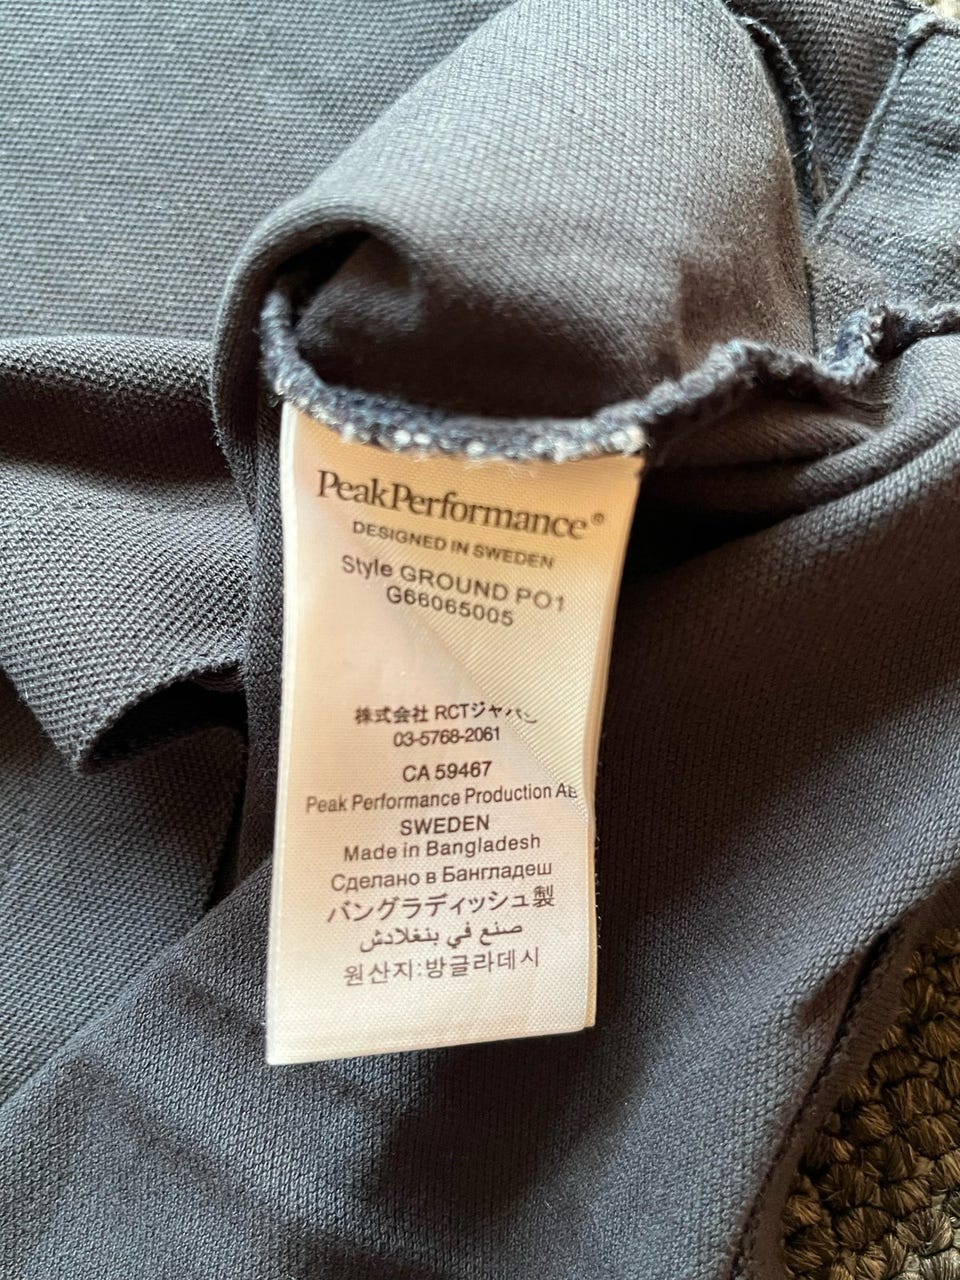 PeakPerformance®
DESIGNED IN SWEDEN
Style GROUND PO1
G66065005
株式会社 RCTジャパン
03-5768-2061
CA 59467
Peak Performance Production AB
SWEDEN
Made in Bangladesh
Сделано в Бангладеш
バングラディッシュ製
صنع في بنغلادش
원산지:방글라데시